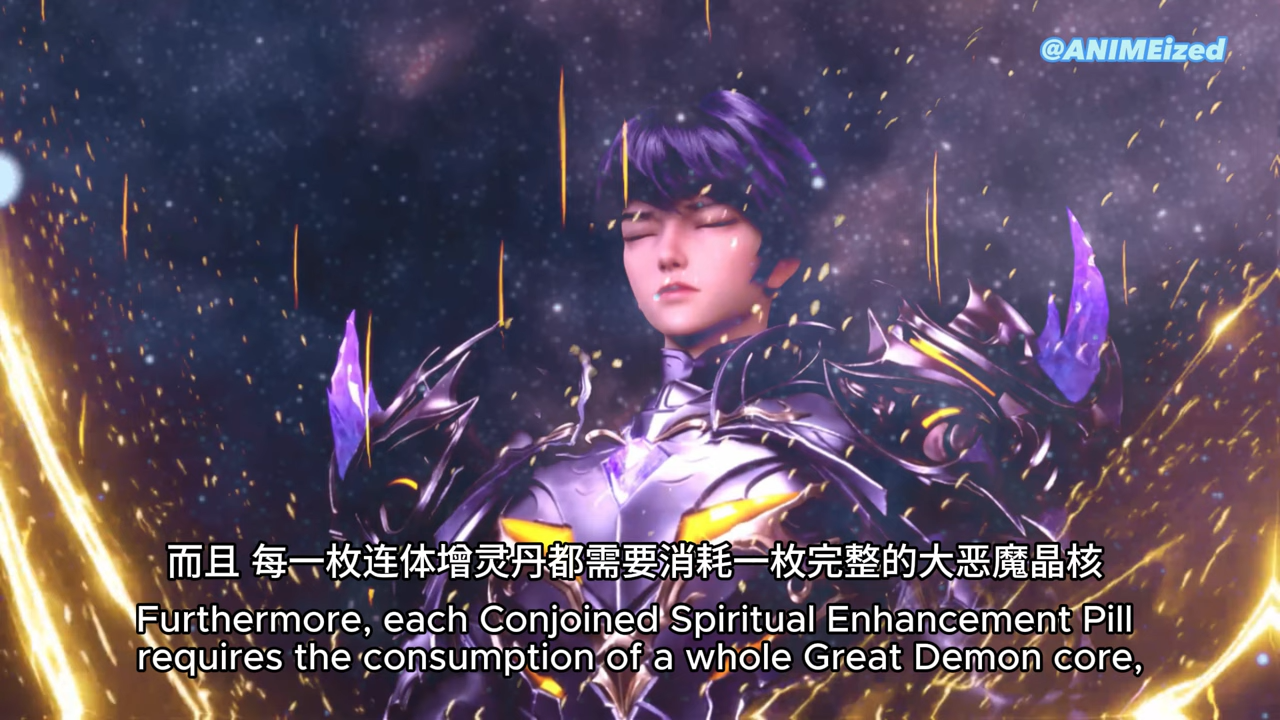 @ANIMEized
而且 每一枚连体增灵丹都需要消耗一枚完整的大恶魔晶核
Furthermore, each Conjoined Spiritual Enhancement Pill
requires the consumption of a whole Great Demon core,